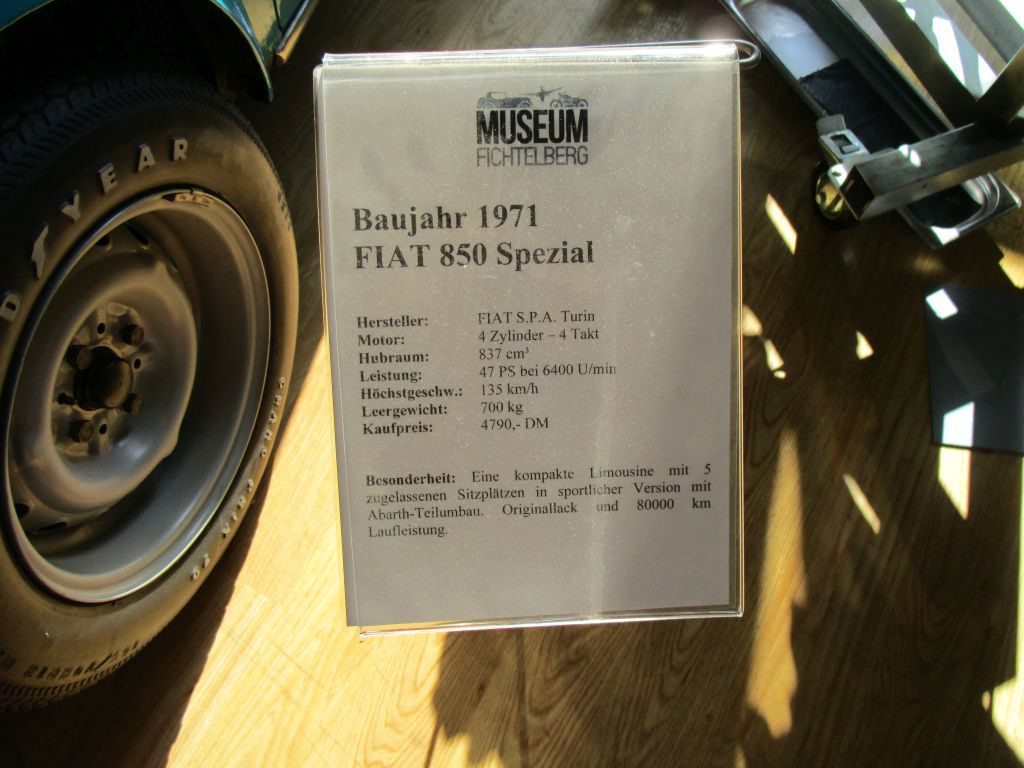 MUSEUM
FICHTELBERG
Baujahr 1971
FIAT 850 Spezial
Hersteller: FIAT S.P.A. Turin
Motor: 4 Zylinder – 4 Takt
Hubraum: 837 cm³
Leistung: 47 PS bei 6400 U/min
Höchstgeschw.: 135 km/h
Leergewicht: 700 kg
Kaufpreis: 4790,- DM
Besonderheit: Eine kompakte Limousine mit 5
zugelassenen Sitzplätzen in sportlicher Version mit
Abarth-Teilumbau. Originallack und 80000 km
Laufleistung.
DYEAR